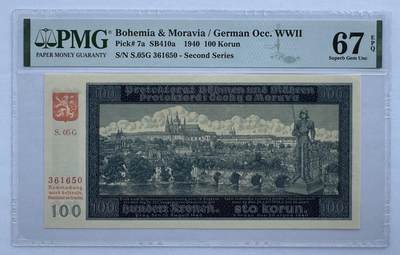 PMG
PAPER MONEY GUARANTY
Bohemia & Moravia / German Occ. WWII
Pick# 7a SB410a 1940 100 Korun
S/N S.05G 361650 - Second Series
67 EPQ
Superb Gem Unc
100 Protektorat Böhmen und Mähren 100
Protektorát Čechy a Morava
S. 05 G
361650
100
100 hundert Kronen. sto korun. 100